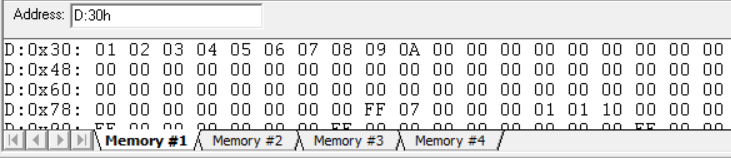 Address: D:30h
D:0x30: 01 02 03 04 05 06 07 08 09 0A 00 00 00 00 00 00 00 00 00
D:0x48: 00 00 00 00 00 00 00 00 00 00 00 00 00 00 00 00 00 00 00
D:0x60: 00 00 00 00 00 00 00 00 00 00 00 00 00 00 00 00 00 00 00
D:0x78: 00 00 00 00 00 00 00 00 FF 07 00 00 00 01 01 10 00 00 00
Memory #1 Memory #2 Memory #3 Memory #4